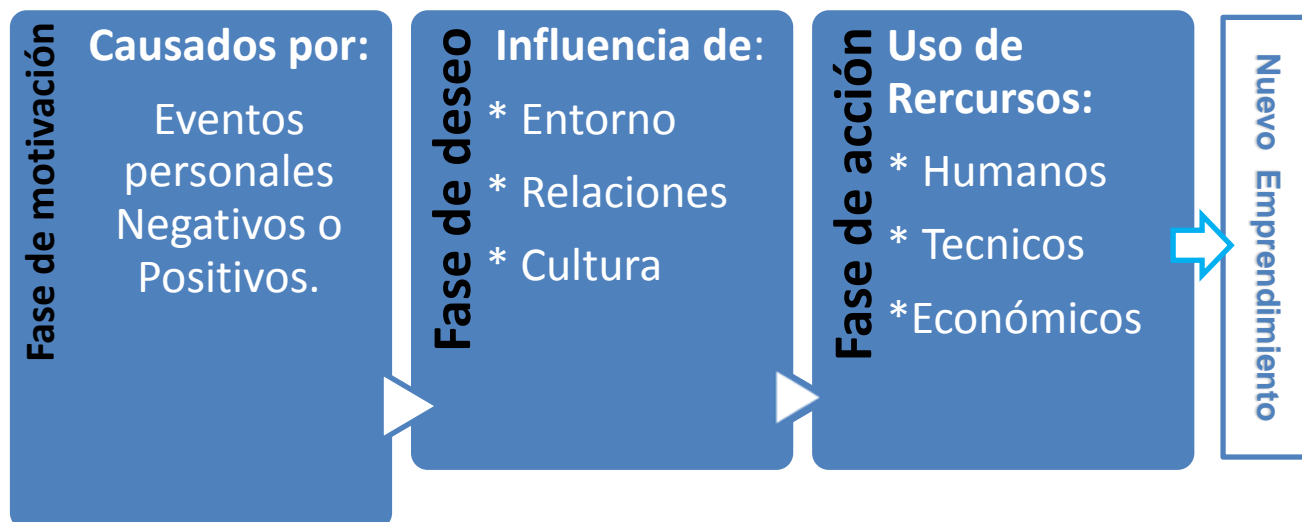 Fase de motivación
Causados por:
Eventos
personales
Negativos o
Positivos.
Fase de deseo
Influencia de:
* Entorno
* Relaciones
* Cultura
Fase de acción
Uso de
Rercursos:
* Humanos
* Tecnicos
*Económicos
Nuevo Emprendimiento